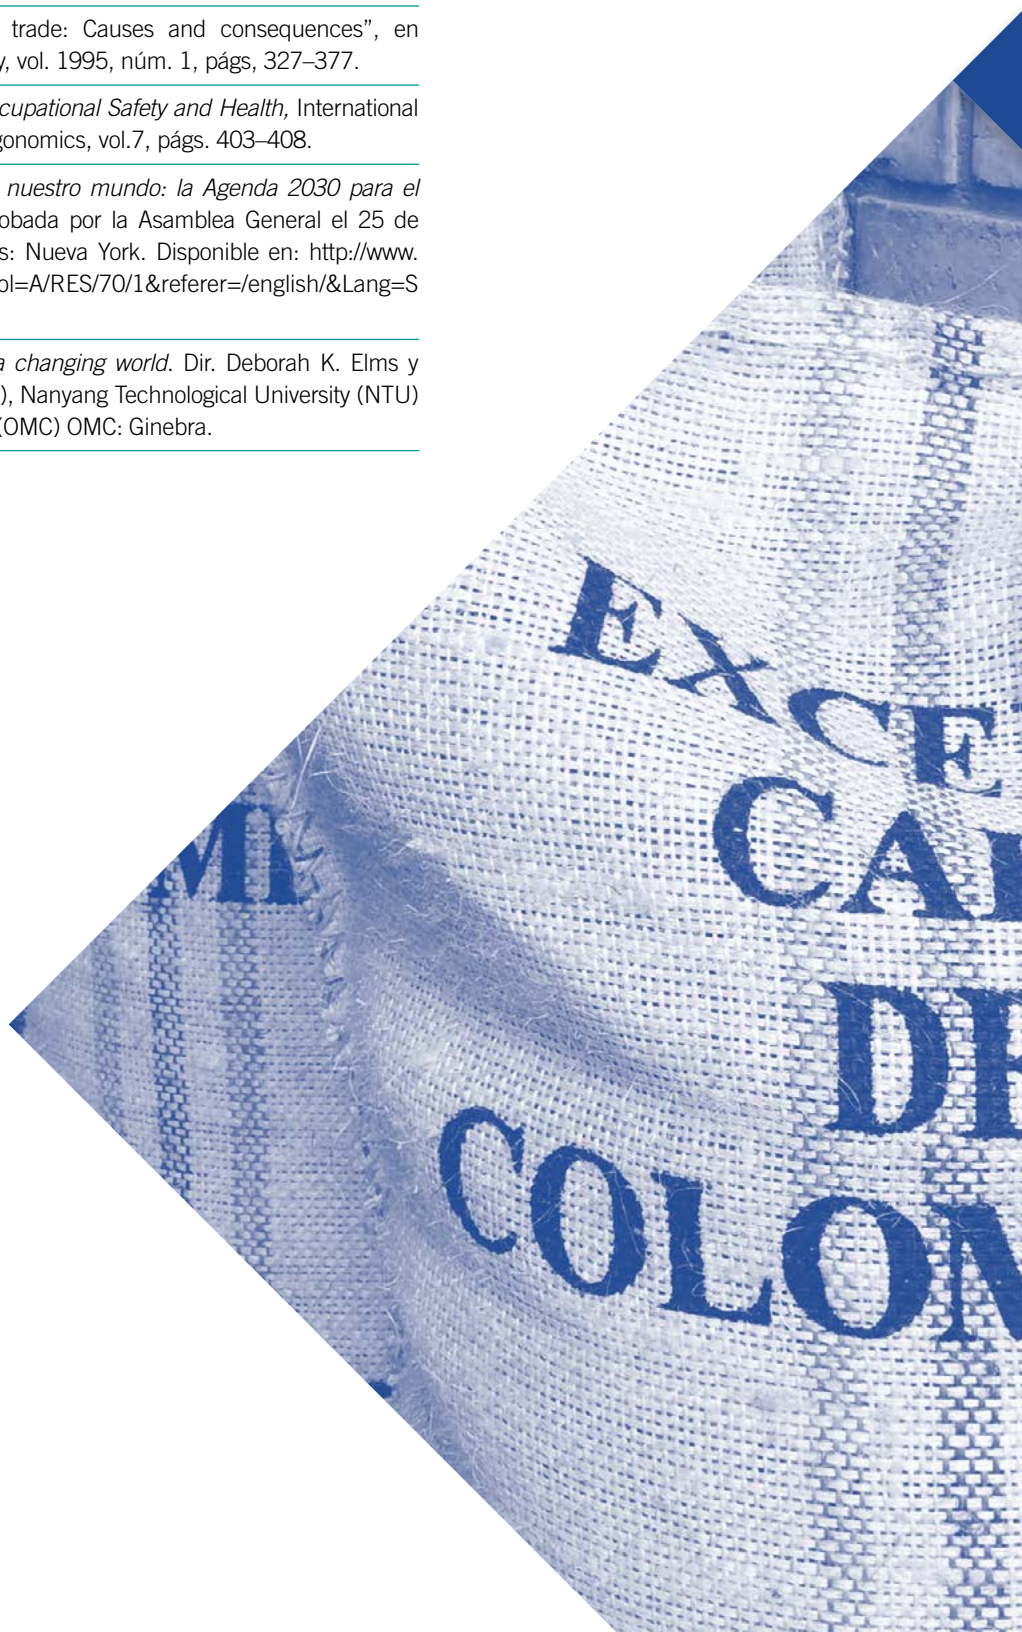 trade: Causes and consequences”, en
vol. 1995, núm. 1, págs, 327–377.
cupational Safety and Health, International
gonomics, vol.7, págs. 403–408.
nuestro mundo: la Agenda 2030 para el
obada por la Asamblea General el 25 de
s: Nueva York. Disponible en: http://www.
ol=A/RES/70/1&referer=/english/&Lang=S
a changing world. Dir. Deborah K. Elms y
), Nanyang Technological University (NTU)
(OMC) OMC: Ginebra.
EXCE
CA
DE
COLOM